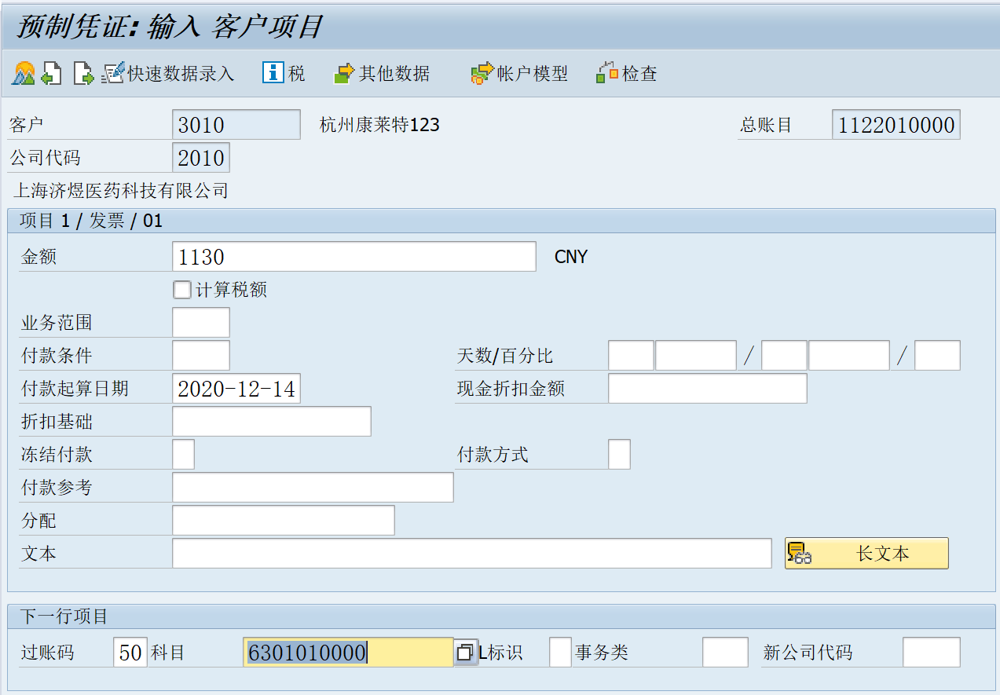 预制凭证: 输入 客户项目
快速数据录入 税 其他数据 帐户模型 检查
客户 3010 杭州康莱特123 总账目 1122010000
公司代码 2010
上海济煜医药科技有限公司
项目 1 / 发票 / 01
金额 1130 CNY
计算税额
业务范围
付款条件 天数/百分比 / /
付款起算日期 2020-12-14 现金折扣金额
折扣基础
冻结付款 付款方式
付款参考
分配
文本 长文本
下一行项目
过账码 50 科目 6301010000 L标识 事务类 新公司代码